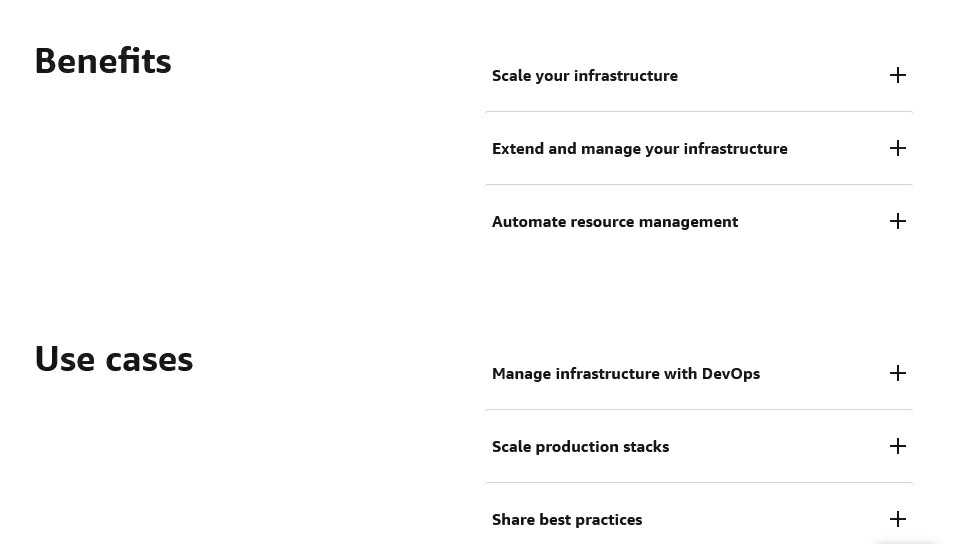 Benefits
Scale your infrastructure
Extend and manage your infrastructure
Automate resource management
Use cases
Manage infrastructure with DevOps
Scale production stacks
Share best practices